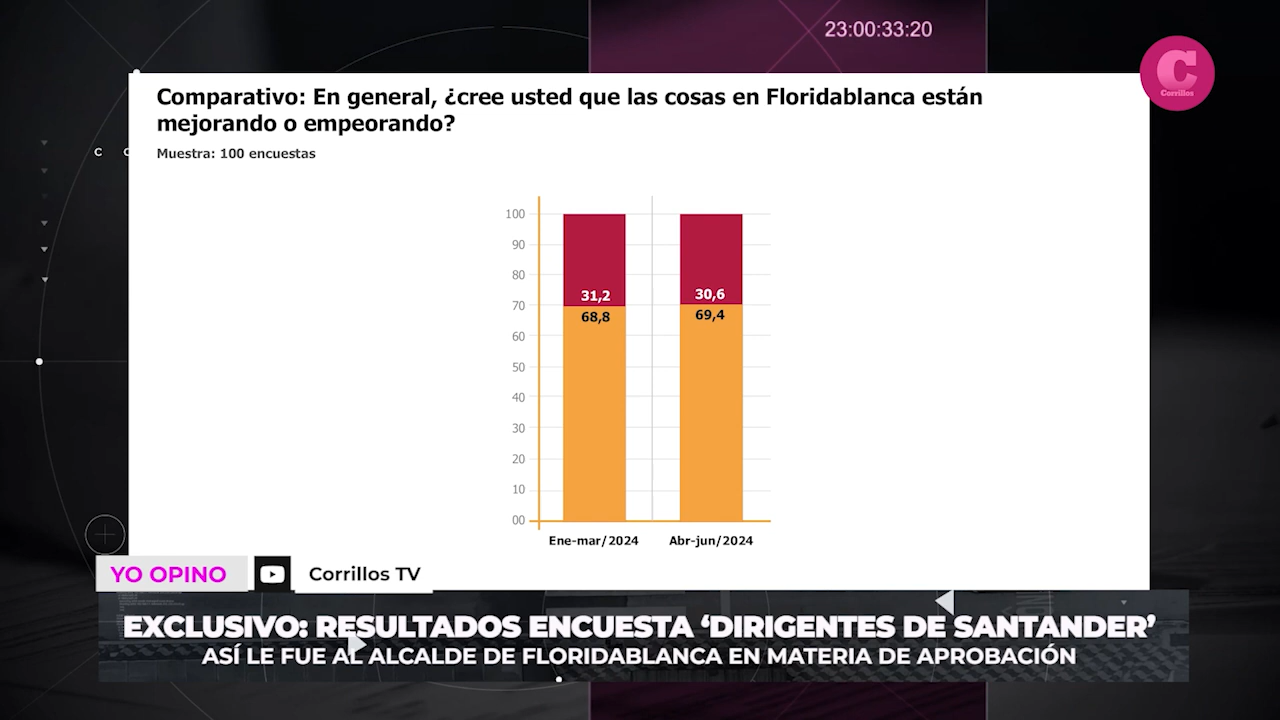 23:00:33:20
C
Corrillos
Comparativo: En general, ¿cree usted que las cosas en Floridablanca están
mejorando o empeorando?
Muestra: 100 encuestas
C
100
90
80
70
60
50
40
30
20
10
00
31,2
68,8
30,6
69,4
Ene-mar/2024
Abr-jun/2024
YO OPINO
Corrillos TV
EXCLUSIVO: RESULTADOS ENCUESTA ‘DIRIGENTES DE SANTANDER’
ASÍ LE FUE AL ALCALDE DE FLORIDABLANCA EN MATERIA DE APROBACIÓN